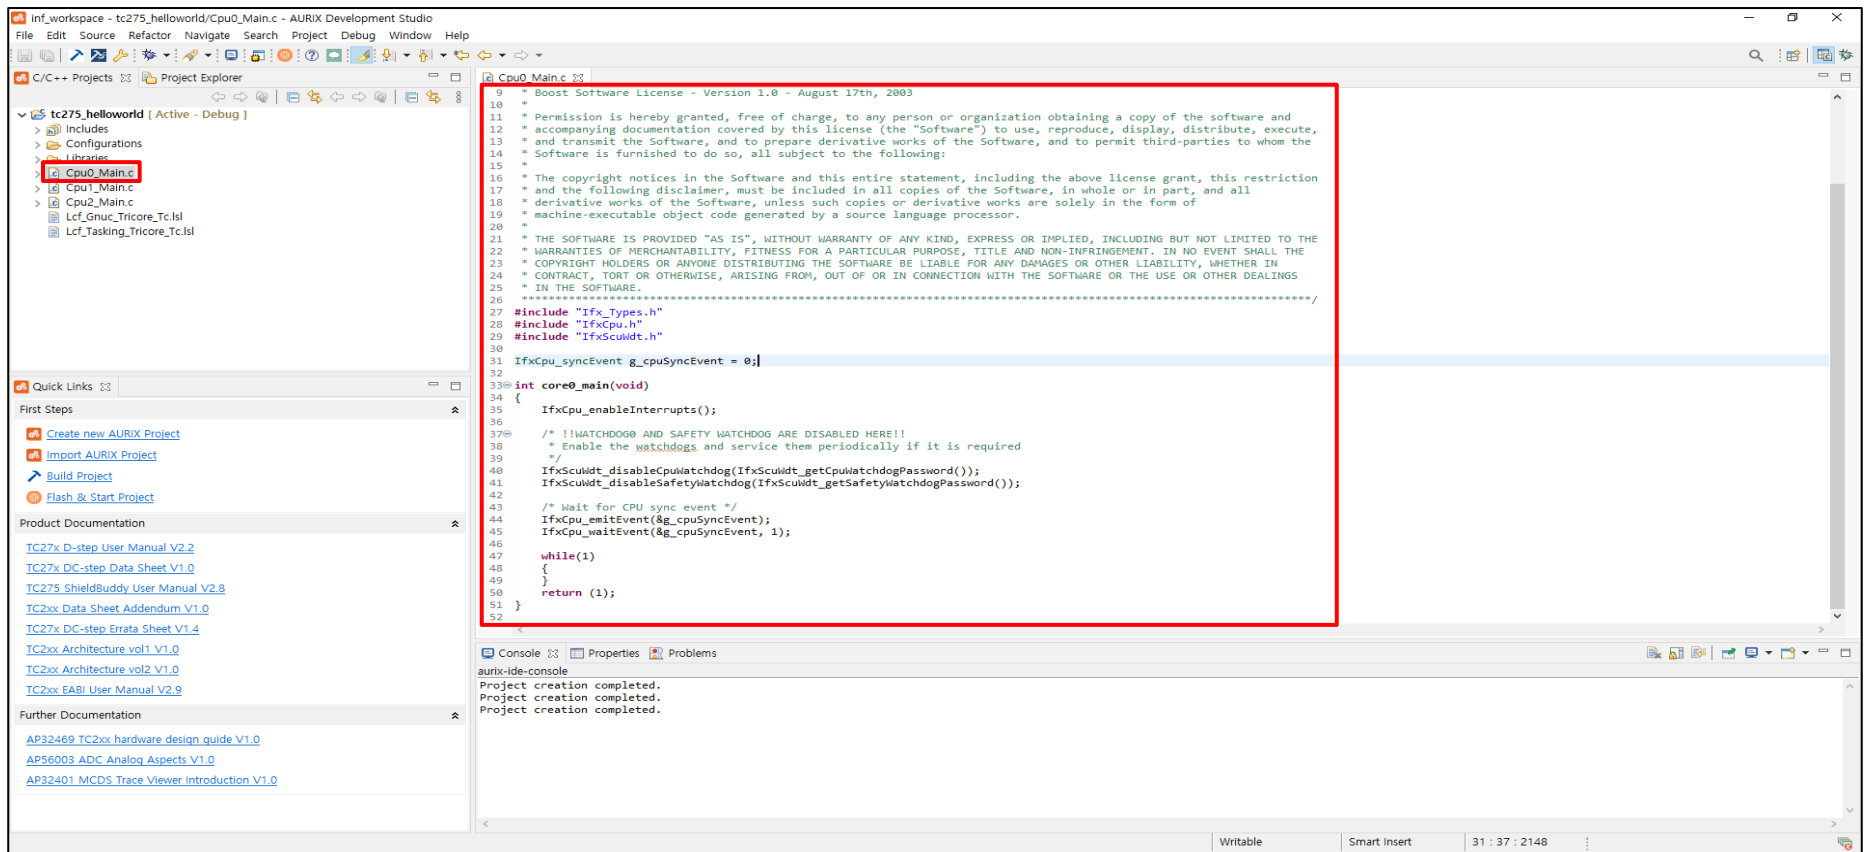 inf_workspace - tc275_helloworld/Cpu0_Main.c - AURIX Development Studio
File Edit Source Refactor Navigate Search Project Debug Window Help
C/C++ Projects
Project Explorer
tc275_helloworld [ Active - Debug ]
Includes
Configurations
Libraries
Cpu0_Main.c
Cpu1_Main.c
Cpu2_Main.c
Lcf_Gnuc_Tricore_Tc.lsl
Lcf_Tasking_Tricore_Tc.lsl
Quick Links
First Steps
Create new AURIX Project
Import AURIX Project
Build Project
Flash & Start Project
Product Documentation
TC27x D-step User Manual V2.2
TC27x DC-step Data Sheet V1.0
TC275 ShieldBuddy User Manual V2.8
TC2xx Data Sheet Addendum V1.0
TC27x DC-step Errata Sheet V1.4
TC2xx Architecture vol1 V1.0
TC2xx Architecture vol2 V1.0
TC2xx EABI User Manual V2.9
Further Documentation
AP32469 TC2xx hardware design guide V1.0
AP56003 ADC Analog Aspects V1.0
AP32401 MCDS Trace Viewer Introduction V1.0
Cpu0_Main.c
9 * Boost Software License - Version 1.0 - August 17th, 2003
10 *
11 * Permission is hereby granted, free of charge, to any person or organization obtaining a copy of the software and
12 * accompanying documentation covered by this license (the "Software") to use, reproduce, display, distribute, execute,
13 * and transmit the Software, and to prepare derivative works of the Software, and to permit third-parties to whom the
14 * Software is furnished to do so, all subject to the following:
15 *
16 * The copyright notices in the Software and this entire statement, including the above license grant, this restriction
17 * and the following disclaimer, must be included in all copies of the Software, in whole or in part, and all
18 * derivative works of the Software, unless such copies or derivative works are solely in the form of
19 * machine-executable object code generated by a source language processor.
20 *
21 * THE SOFTWARE IS PROVIDED "AS IS", WITHOUT WARRANTY OF ANY KIND, EXPRESS OR IMPLIED, INCLUDING BUT NOT LIMITED TO THE
22 * WARRANTIES OF MERCHANTABILITY, FITNESS FOR A PARTICULAR PURPOSE, TITLE AND NON-INFRINGEMENT. IN NO EVENT SHALL THE
23 * COPYRIGHT HOLDERS OR ANYONE DISTRIBUTING THE SOFTWARE BE LIABLE FOR ANY DAMAGES OR OTHER LIABILITY, WHETHER IN
24 * CONTRACT, TORT OR OTHERWISE, ARISING FROM, OUT OF OR IN CONNECTION WITH THE SOFTWARE OR THE USE OR OTHER DEALINGS
25 * IN THE SOFTWARE.
26 *********************************************************************************************************************/
27 #include "Ifx_Types.h"
28 #include "IfxCpu.h"
29 #include "IfxScuWdt.h"
30
31 IfxCpu_syncEvent g_cpuSyncEvent = 0;
32
33 int core0_main(void)
34 {
35 IfxCpu_enableInterrupts();
36
37 /* !!WATCHDOG0 AND SAFETY WATCHDOG ARE DISABLED HERE!!
38 * Enable the watchdogs and service them periodically if it is required
39 */
40 IfxScuWdt_disableCpuWatchdog(IfxScuWdt_getCpuWatchdogPassword());
41 IfxScuWdt_disableSafetyWatchdog(IfxScuWdt_getSafetyWatchdogPassword());
42
43 /* Wait for CPU sync event */
44 IfxCpu_emitEvent(&g_cpuSyncEvent);
45 IfxCpu_waitEvent(&g_cpuSyncEvent, 1);
46
47 while(1)
48 {
49 }
50 return (1);
51 }
52
Console Properties Problems
aurix-ide-console
Project creation completed.
Project creation completed.
Project creation completed.
Writable Smart Insert 31 : 37 : 2148